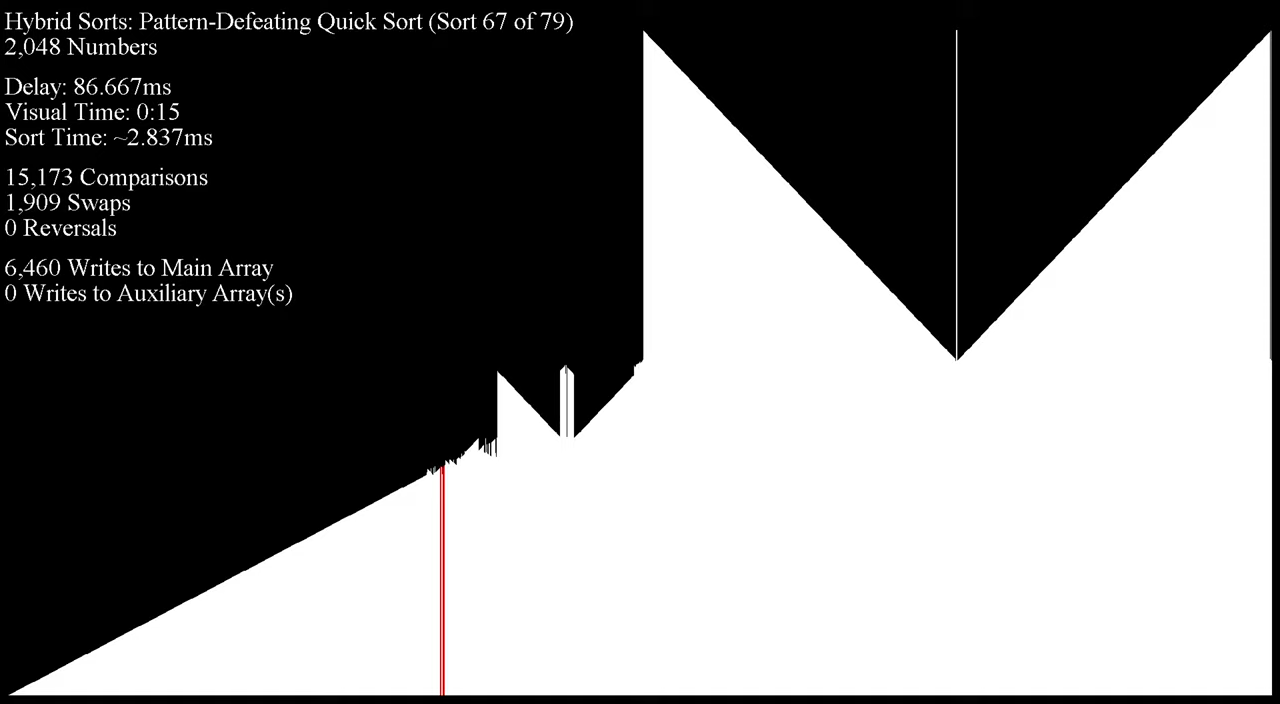 Hybrid Sorts: Pattern-Defeating Quick Sort (Sort 67 of 79)
2,048 Numbers
Delay: 86.667ms
Visual Time: 0:15
Sort Time: ~2.837ms
15,173 Comparisons
1,909 Swaps
0 Reversals
6,460 Writes to Main Array
0 Writes to Auxiliary Array(s)